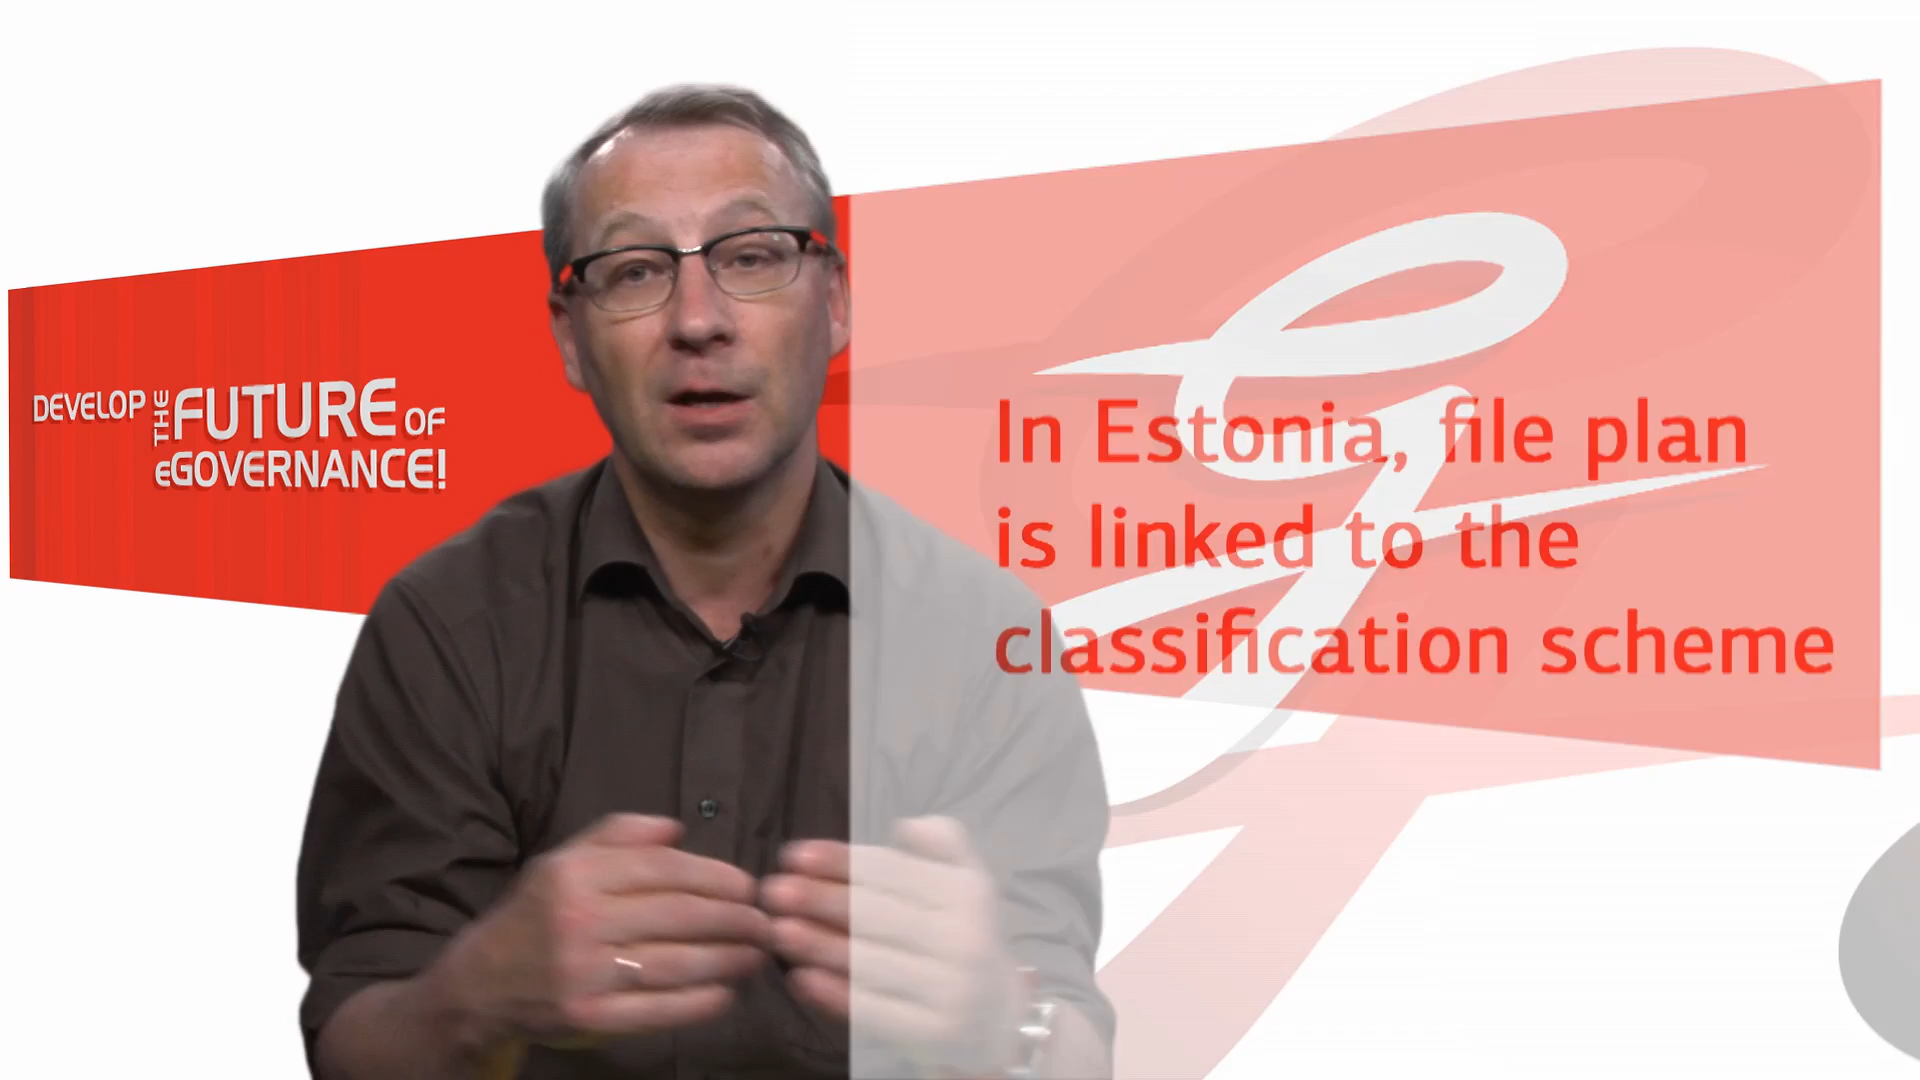 DEVELOP THE FUTURE OF
eGOVERNANCE!
In Estonia, file plan
is linked to the
classification scheme